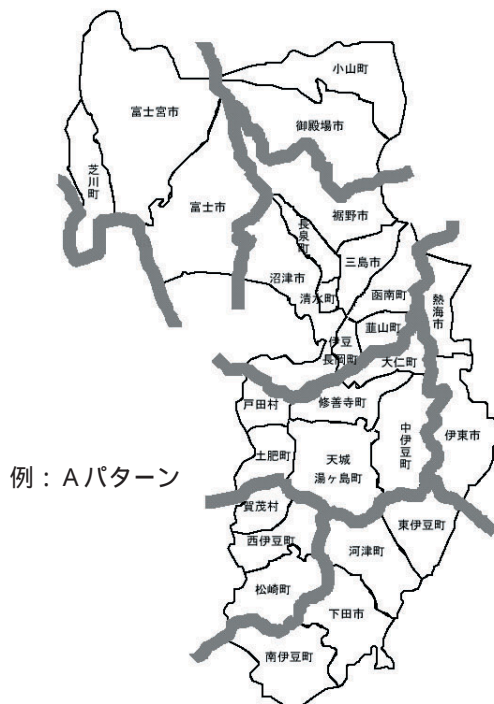 小山町
富士宮市
御殿場市
芝川町
富士市
裾野市
長泉町
三島市
沼津市
清水町
函南町
熱海市
韮山町
伊豆
長岡町
大仁町
戸田村
修善寺町
中伊豆町
伊東市
土肥町
天城
湯ヶ島町
例：Aパターン
賀茂村
東伊豆町
西伊豆町
河津町
松崎町
下田市
南伊豆町